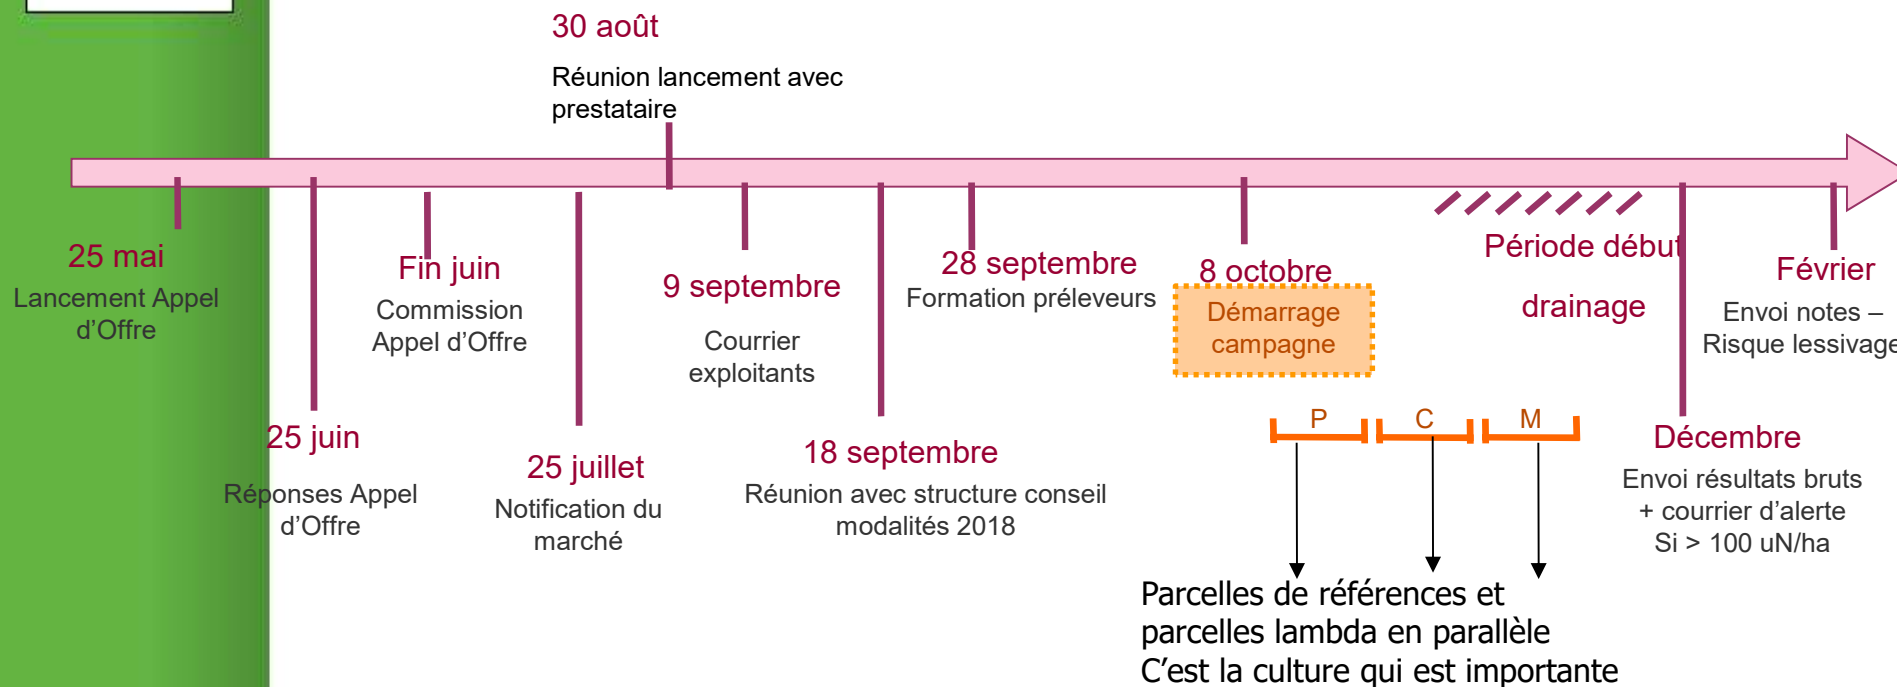 30 août
Réunion lancement avec
prestataire
25 mai
Lancement Appel
d’Offre
25 juin
Réponses Appel
d’Offre
Fin juin
Commission
Appel d’Offre
25 juillet
Notification du
marché
9 septembre
Courrier
exploitants
18 septembre
Réunion avec structure conseil
modalités 2018
28 septembre
Formation préleveurs
8 octobre
Démarrage
campagne
P
C
M
Parcelles de références et
parcelles lambda en parallèle
C’est la culture qui est importante
Période début
drainage
Décembre
Envoi résultats bruts
+ courrier d’alerte
Si > 100 uN/ha
Février
Envoi notes –
Risque lessivage